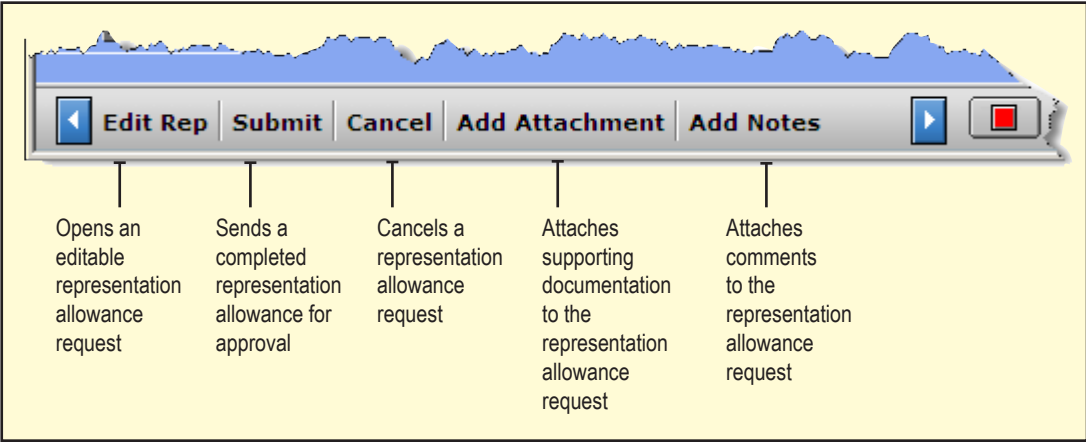 Edit Rep Submit Cancel Add Attachment Add Notes
Opens an
editable
representation
allowance
request
Sends a
completed
representation
allowance for
approval
Cancels a
representation
allowance
request
Attaches
supporting
documentation
to the
representation
allowance
request
Attaches
comments
to the
representation
allowance
request